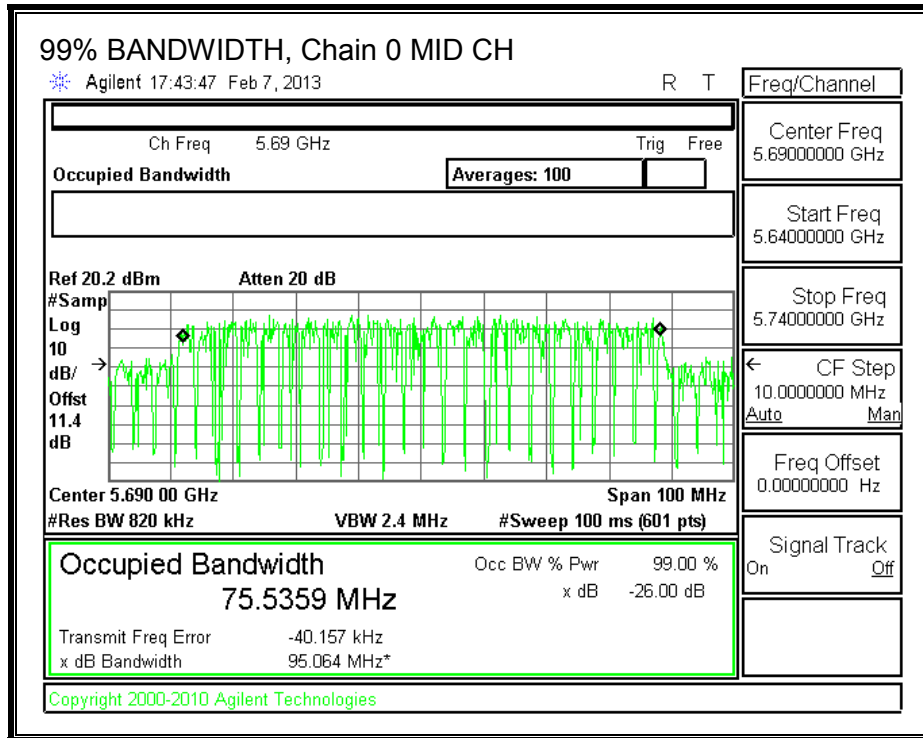 99% BANDWIDTH, Chain 0 MID CH
Agilent 17:43:47 Feb 7, 2013 R T
Freq/Channel
Ch Freq 5.69 GHz Trig Free
Occupied Bandwidth Averages: 100
Center Freq
5.69000000 GHz
Start Freq
5.64000000 GHz
Stop Freq
5.74000000 GHz
CF Step
10.0000000 MHz
Auto Man
Freq Offset
0.00000000 Hz
Signal Track
On Off
Ref 20.2 dBm Atten 20 dB
#Samp
Log
10
dB/
Offst
11.4
dB
Center 5.690 00 GHz Span 100 MHz
#Res BW 820 kHz VBW 2.4 MHz #Sweep 100 ms (601 pts)
Occupied Bandwidth Occ BW % Pwr 99.00 %
75.5359 MHz x dB -26.00 dB
Transmit Freq Error -40.157 kHz
x dB Bandwidth 95.064 MHz*
Copyright 2000-2010 Agilent Technologies